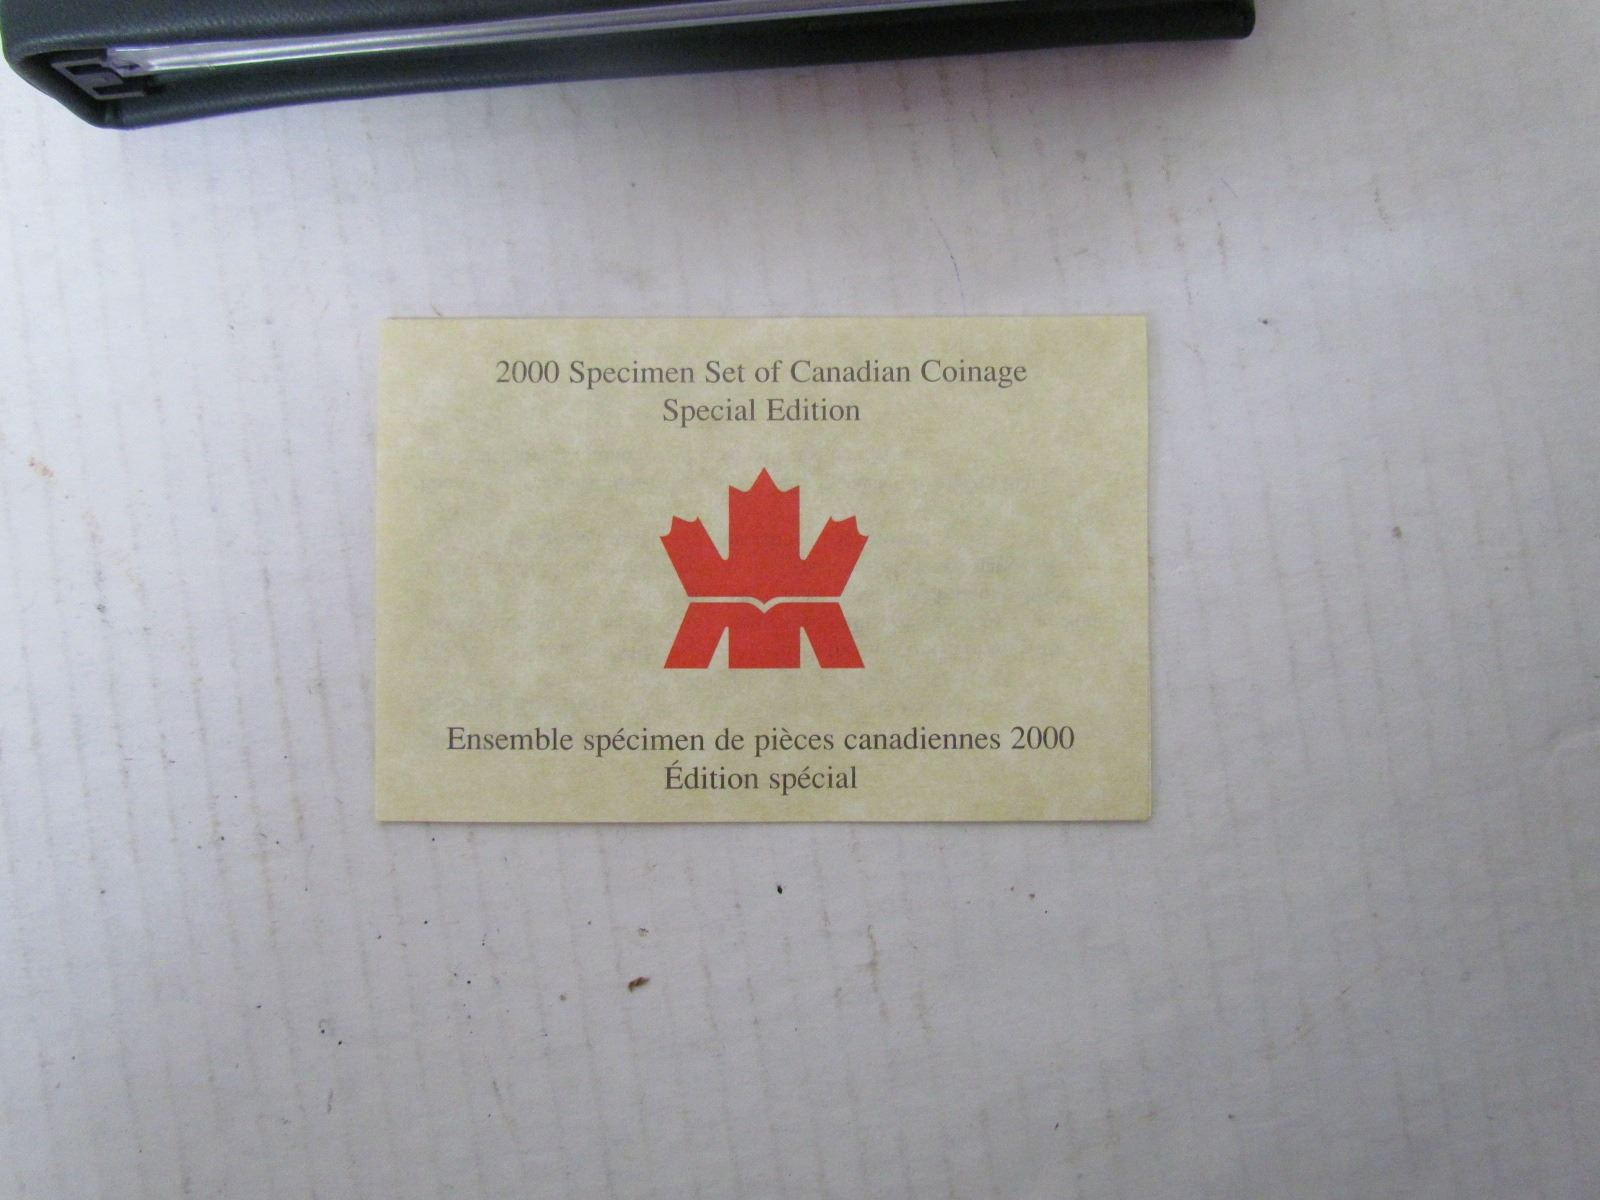 2000 Specimen Set of Canadian Coinage
Special Edition
Ensemble spécimen de pièces canadiennes 2000
Édition spécial